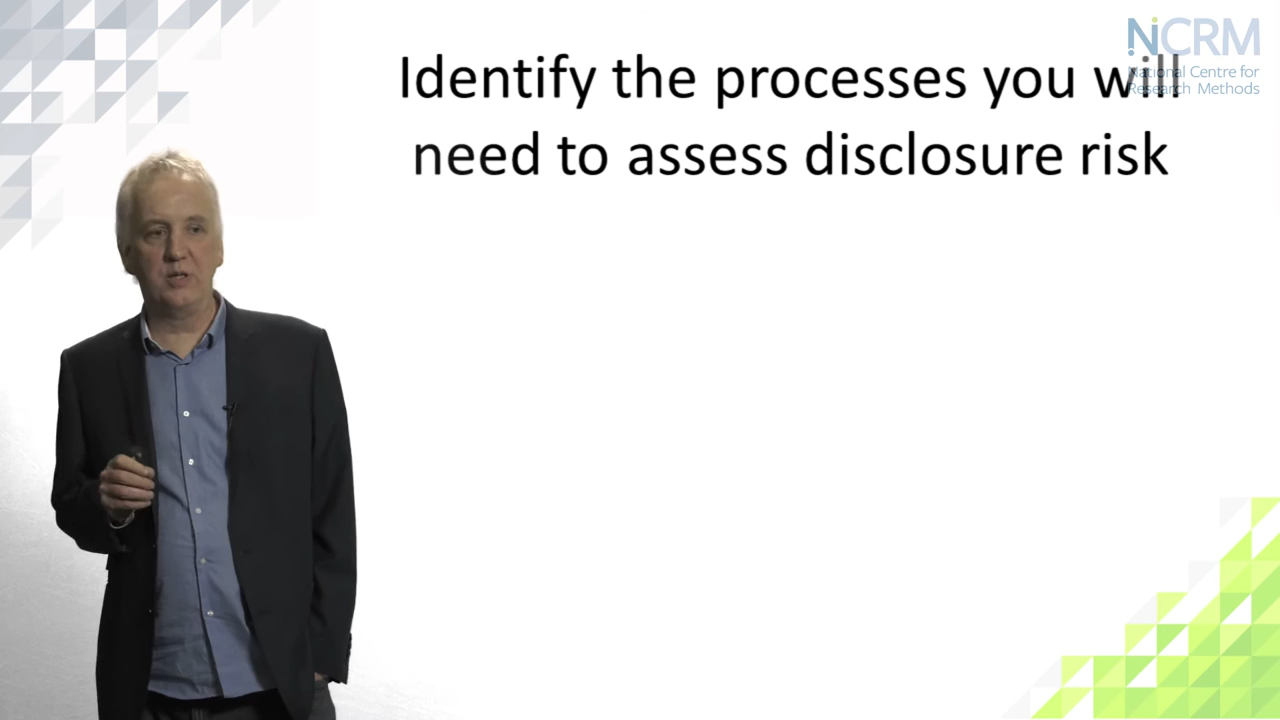 Identify the processes you will
need to assess disclosure risk
NCRM
National Centre for
Research Methods